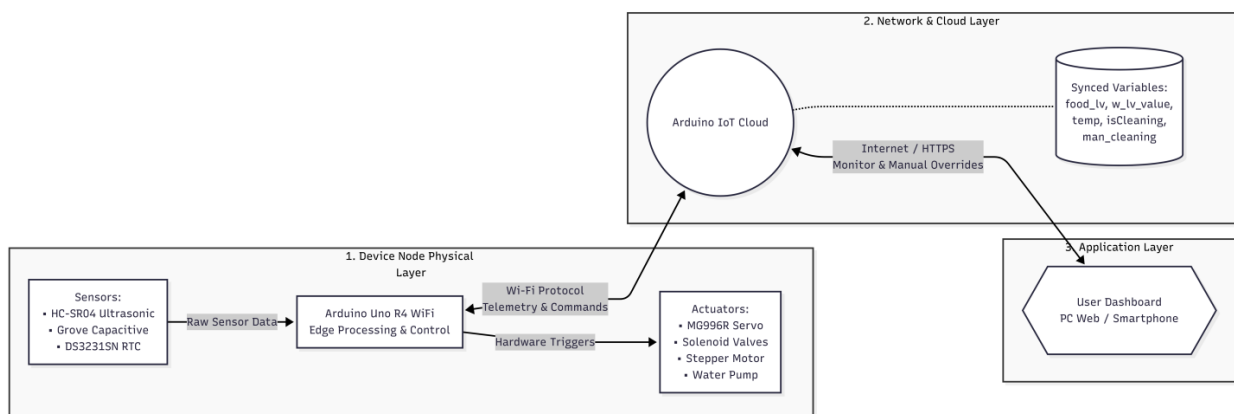 2. Network & Cloud Layer
Arduino IoT Cloud
Synced Variables:
food_lv, w_lv_value,
temp, isCleaning,
man_cleaning
Internet / HTTPS
Monitor & Manual Overrides
1. Device Node Physical
Layer
Sensors:
▪ HC-SR04 Ultrasonic
▪ Grove Capacitive
▪ DS3231SN RTC
Raw Sensor Data
Arduino Uno R4 WiFi
Edge Processing & Control
Wi-Fi Protocol
Telemetry & Commands
Hardware Triggers
Actuators:
▪ MG996R Servo
▪ Solenoid Valves
▪ Stepper Motor
▪ Water Pump
3. Application Layer
User Dashboard
PC Web / Smartphone